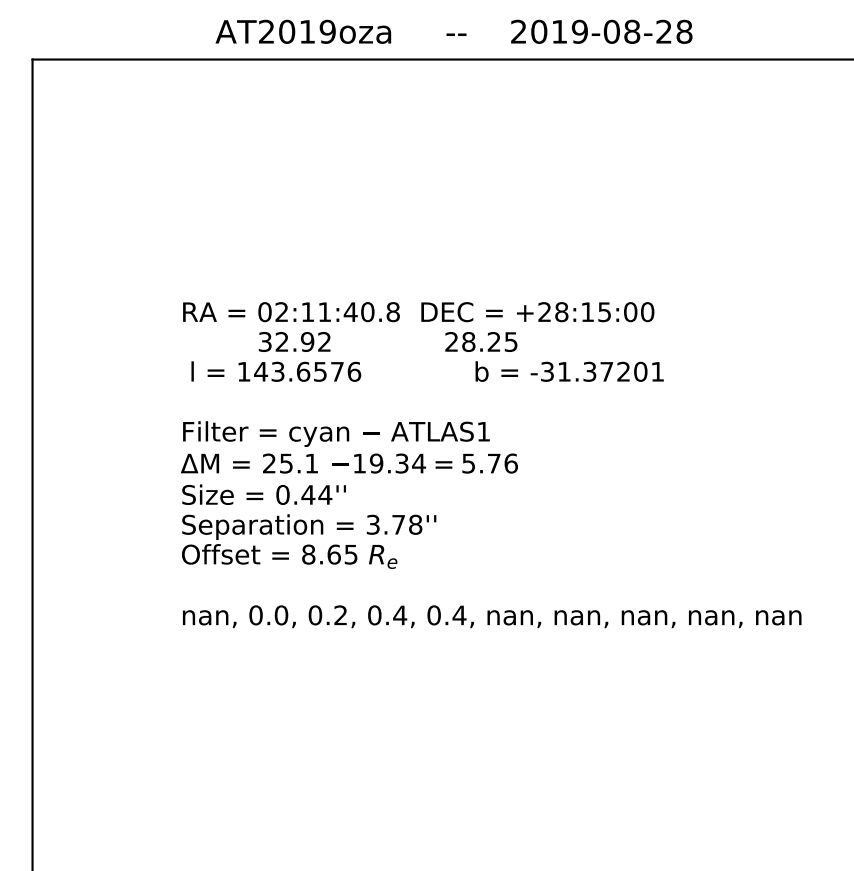 AT2019oza -- 2019-08-28
RA = 02:11:40.8 DEC = +28:15:00
32.92 28.25
l = 143.6576 b = -31.37201
Filter = cyan − ATLAS1
ΔM = 25.1 −19.34 = 5.76
Size = 0.44''
Separation = 3.78''
Offset = 8.65 Re
nan, 0.0, 0.2, 0.4, 0.4, nan, nan, nan, nan, nan